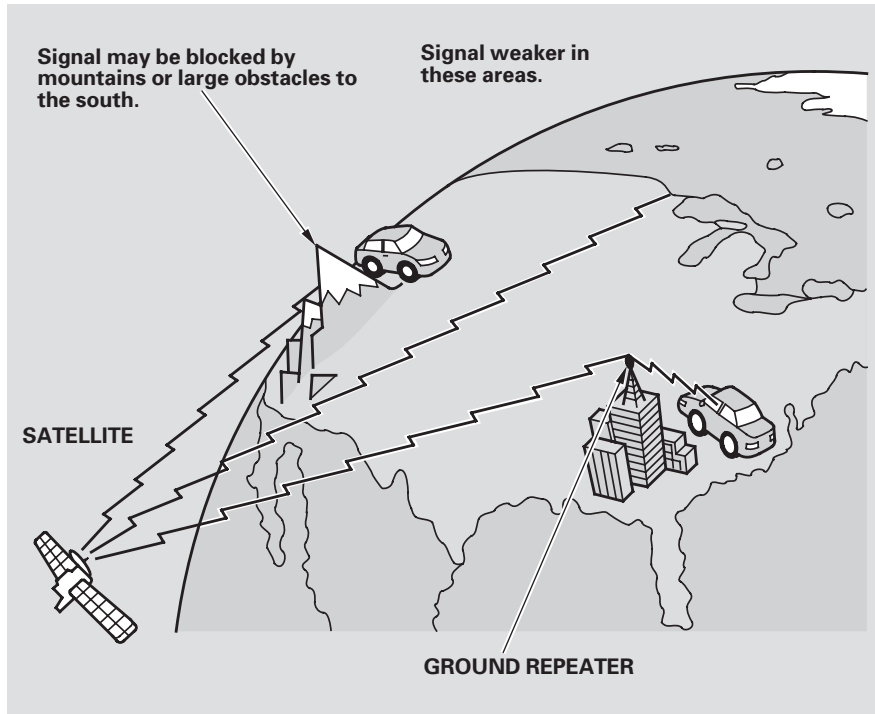 Signal may be blocked by
mountains or large obstacles to
the south.
Signal weaker in
these areas.
SATELLITE
GROUND REPEATER